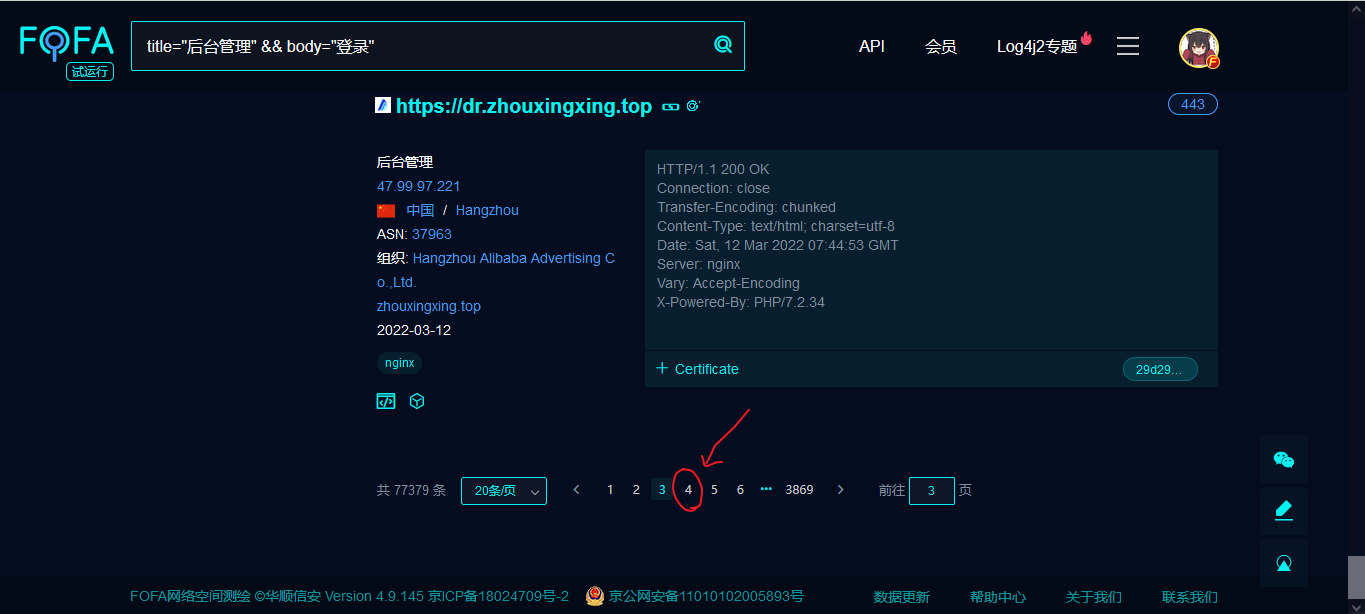 FOFA
试运行
title="后台管理" && body="登录"
API 会员 Log4j2专题
F
https://dr.zhouxingxing.top
443
后台管理
47.99.97.221
中国 / Hangzhou
ASN: 37963
组织: Hangzhou Alibaba Advertising C
o.,Ltd.
zhouxingxing.top
2022-03-12
nginx
HTTP/1.1 200 OK
Connection: close
Transfer-Encoding: chunked
Content-Type: text/html; charset=utf-8
Date: Sat, 12 Mar 2022 07:44:53 GMT
Server: nginx
Vary: Accept-Encoding
X-Powered-By: PHP/7.2.34
+ Certificate 29d29...
共 77379 条 20条/页 < 1 2 3 4 5 6 ••• 3869 > 前往 3 页
FOFA网络空间测绘 ©华顺信安 Version 4.9.145 京ICP备18024709号-2 京公网安备11010102005893号 数据更新 帮助中心 关于我们 联系我们